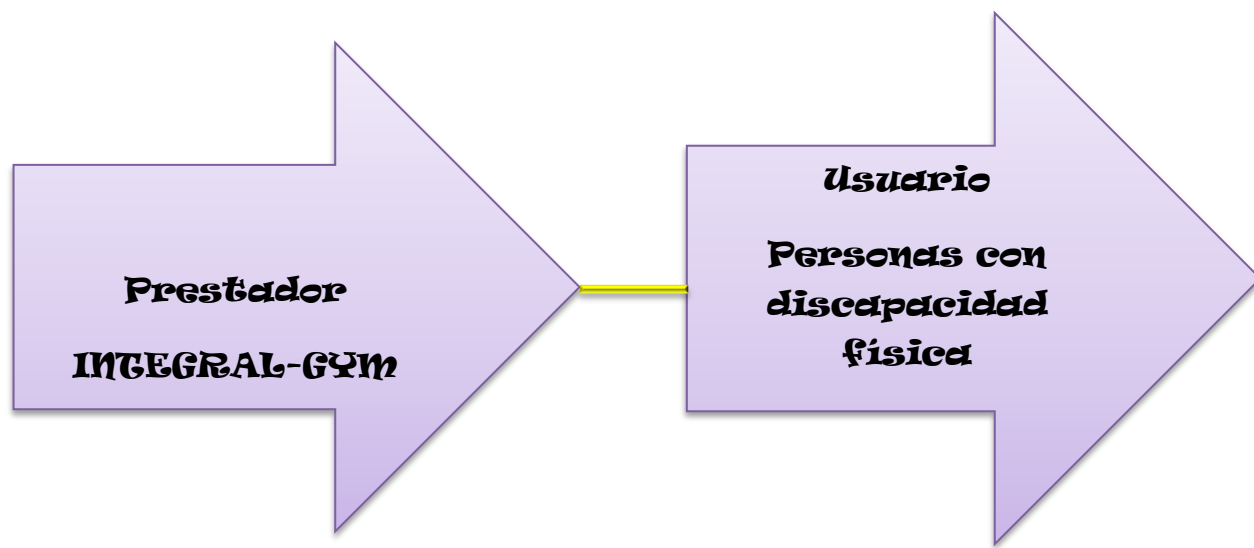 Prestador
INTEGRAL-GYM
Usuario
Personas con
discapacidad
física